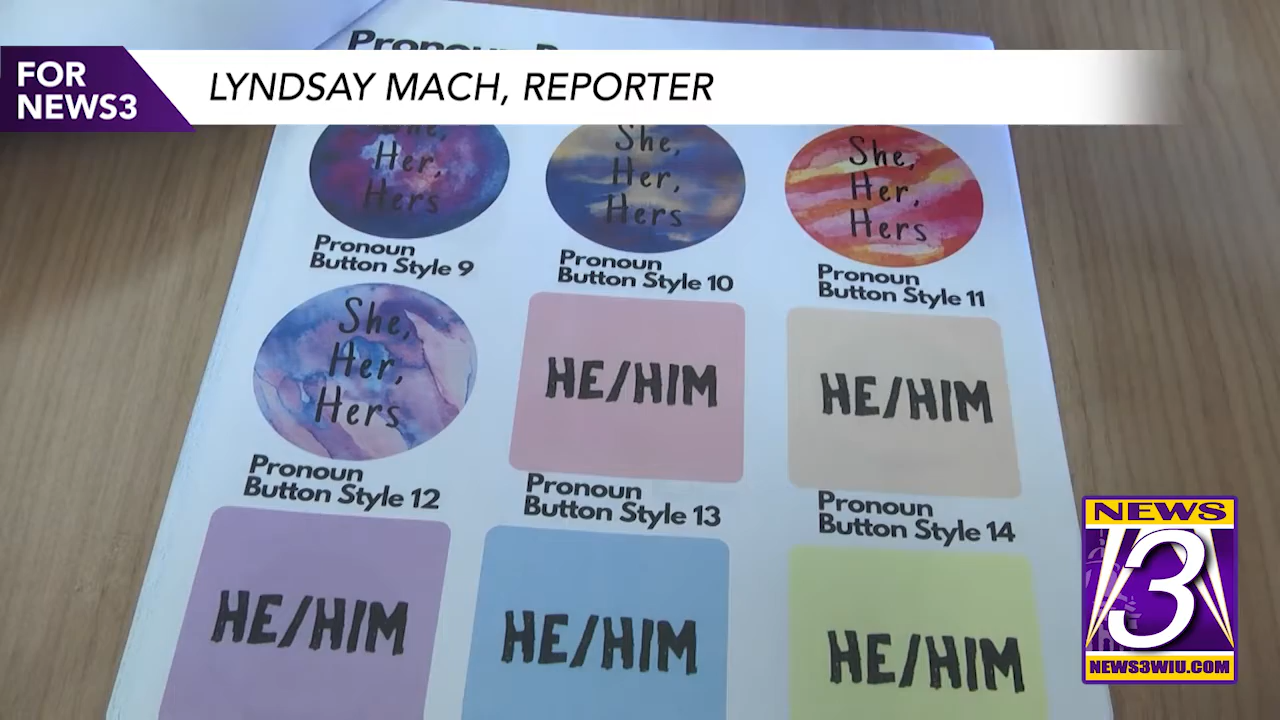 FOR
NEWS3
LYNDSAY MACH, REPORTER
She,
Her,
Hers
She,
Her,
Hers
She,
Her,
Hers
Pronoun
Button Style 9
Pronoun
Button Style 10
Pronoun
Button Style 11
She,
Her,
Hers
HE/HIM
HE/HIM
Pronoun
Button Style 12
Pronoun
Button Style 13
Pronoun
Button Style 14
HE/HIM
HE/HIM
HE/HIM
NEWS
3
NEWS3WIU.COM